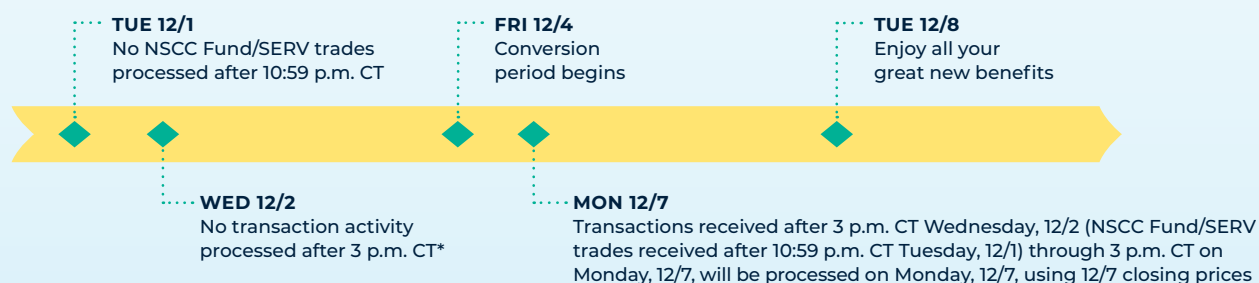 TUE 12/1
No NSCC Fund/SERV trades
processed after 10:59 p.m. CT
FRI 12/4
Conversion
period begins
TUE 12/8
Enjoy all your
great new benefits
WED 12/2
No transaction activity
processed after 3 p.m. CT*
MON 12/7
Transactions received after 3 p.m. CT Wednesday, 12/2 (NSCC Fund/SERV
trades received after 10:59 p.m. CT Tuesday, 12/1) through 3 p.m. CT on
Monday, 12/7, will be processed on Monday, 12/7, using 12/7 closing prices